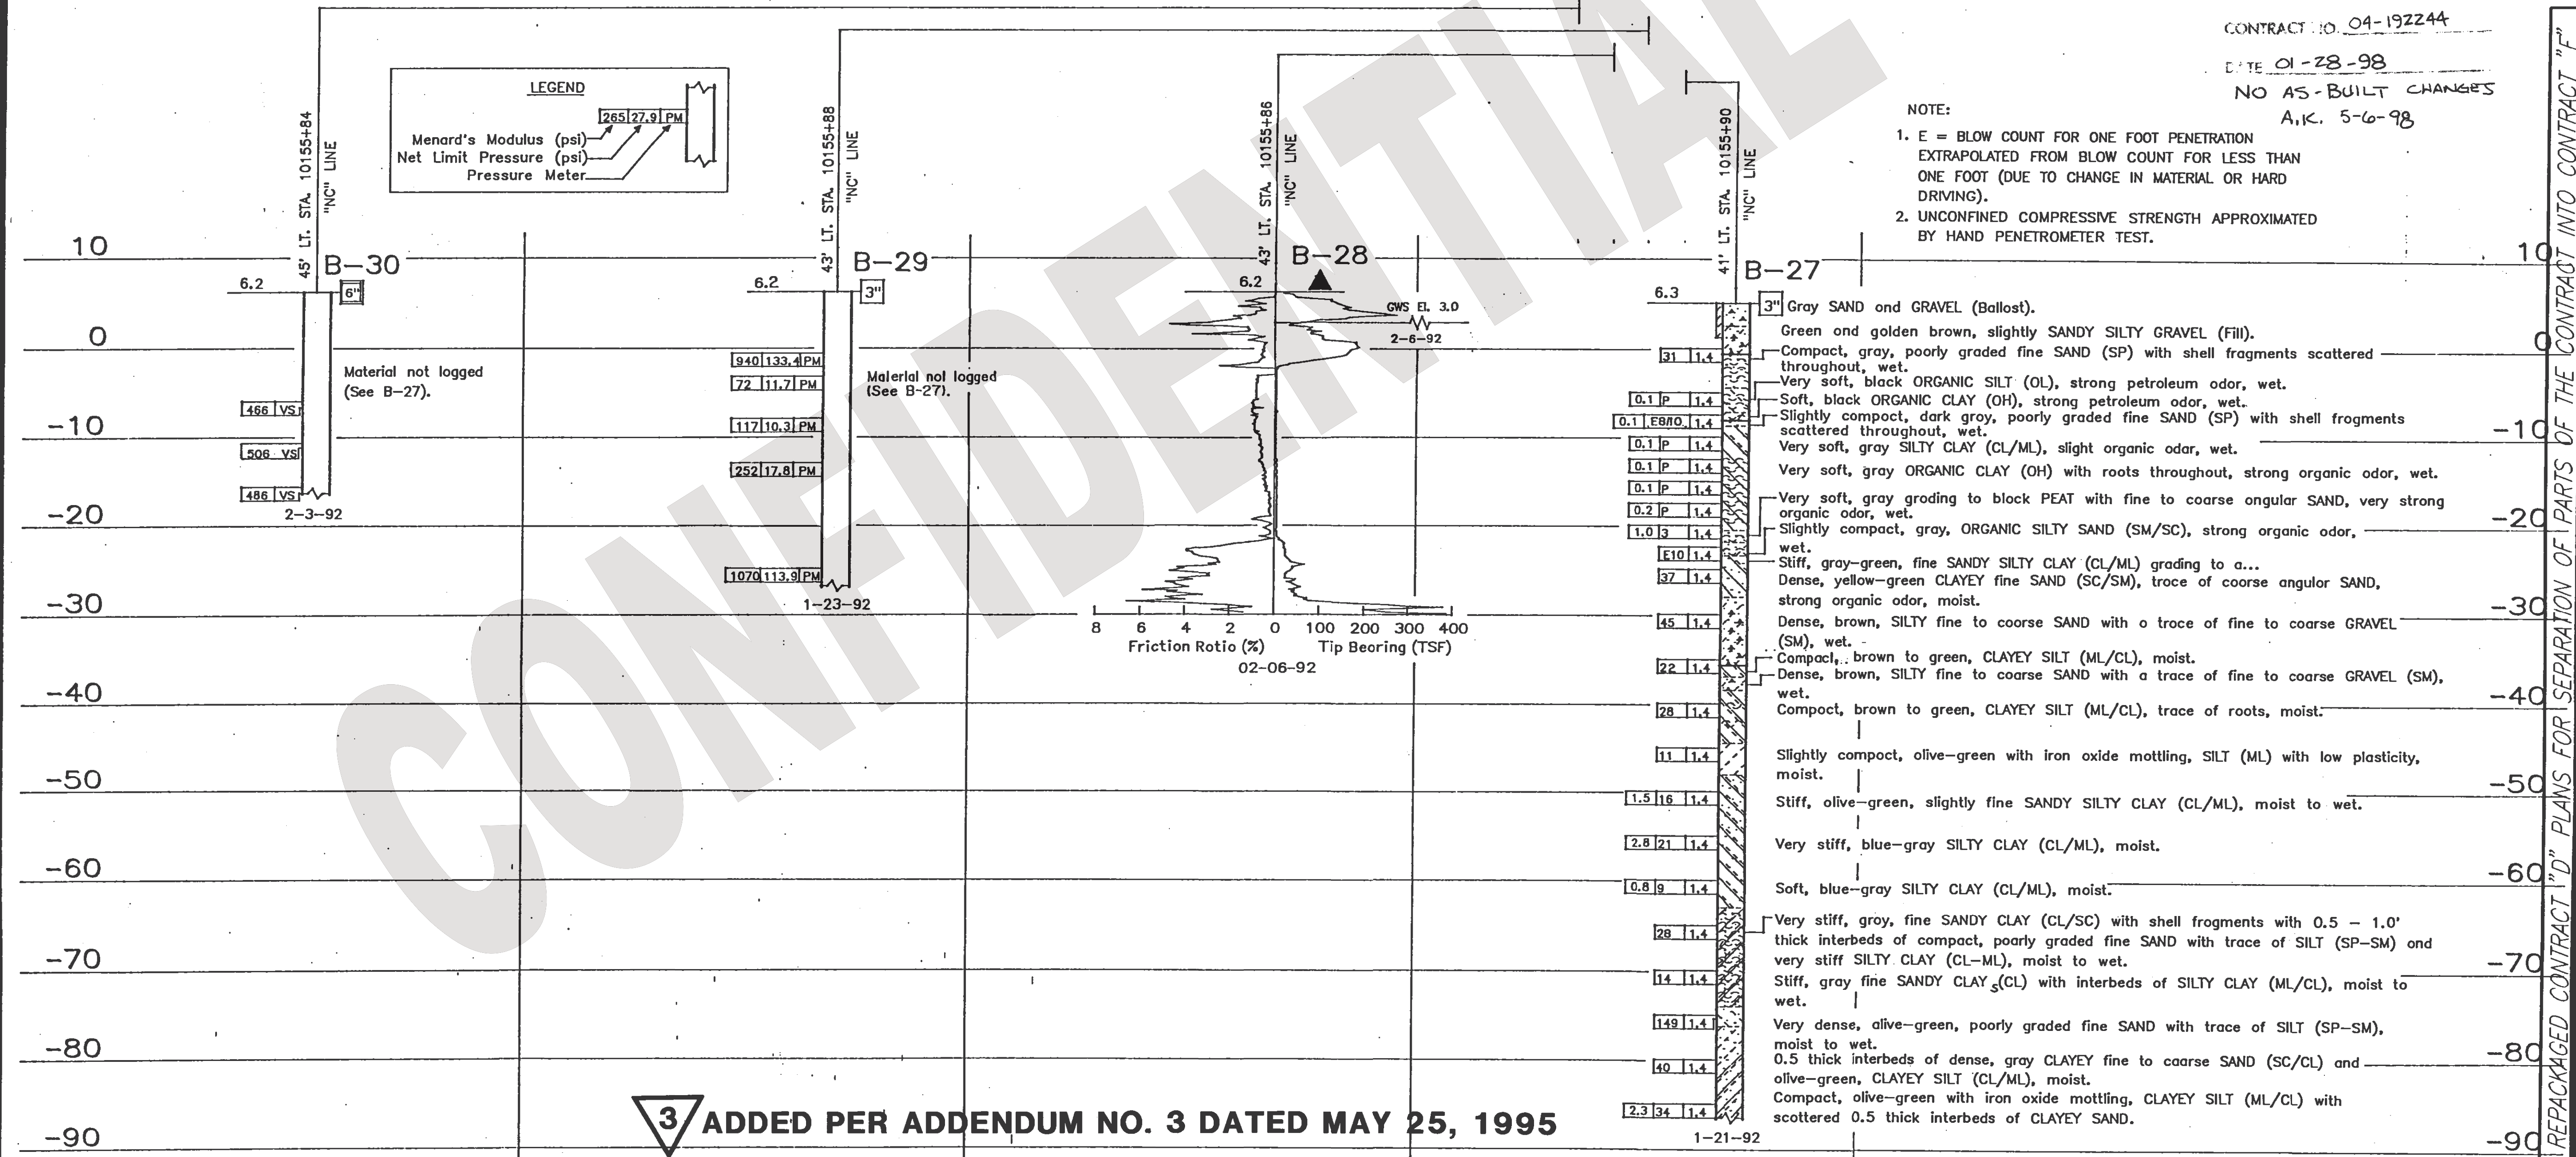 CONTRACT NO. 04-192244
DATE 01-28-98
NO AS-BUILT CHANGES
A.K. 5-6-98
NOTE:
1. E = BLOW COUNT FOR ONE FOOT PENETRATION
EXTRAPOLATED FROM BLOW COUNT FOR LESS THAN
ONE FOOT (DUE TO CHANGE IN MATERIAL OR HARD
DRIVING).
2. UNCONFINED COMPRESSIVE STRENGTH APPROXIMATED
BY HAND PENETROMETER TEST.
LEGEND
265 27.9 PM
Menard's Modulus (psi)
Net Limit Pressure (psi)
Pressure Meter
CONFIDENTIAL
10
0
-10
-20
-30
-40
-50
-60
-70
-80
-90
45' LT. STA. 10155+84
"NC" LINE
B-30
6.2
6"
Material not logged
(See B-27).
466 VS
506 VS
486 VS
2-3-92
43' LT. STA. 10155+88
"NC" LINE
B-29
6.2
3"
940 133.4 PM
72 11.7 PM
117 10.3 PM
252 17.8 PM
1070 113.9 PM
Material not logged
(See B-27).
1-23-92
43' LT. STA. 10155+86
"NC" LINE
B-28
6.2
GWS El. 3.0
2-6-92
8 6 4 2 0 100 200 300 400
Friction Ratio (%) Tip Bearing (TSF)
02-06-92
41' LT. STA. 10155+90
"NC" LINE
B-27
6.3
3"
Gray SAND and GRAVEL (Ballast).
Green and golden brown, slightly SANDY SILTY GRAVEL (Fill).
31 1.4
Compact, gray, poorly graded fine SAND (SP) with shell fragments scattered
throughout, wet.
Very soft, black ORGANIC SILT (OL), strong petroleum odor, wet.
0.1 P 1.4
Soft, black ORGANIC CLAY (OH), strong petroleum odor, wet.
0.1 E8/10 1.4
Slightly compact, dark gray, poorly graded fine SAND (SP) with shell fragments
scattered throughout, wet.
0.1 P 1.4
Very soft, gray SILTY CLAY (CL/ML), slight organic odor, wet.
0.1 P 1.4
Very soft, gray ORGANIC CLAY (OH) with roots throughout, strong organic odor, wet.
0.1 P 1.4
Very soft, gray grading to black PEAT with fine to coarse angular SAND, very strong
organic odor, wet.
0.2 P 1.4
1.0 3 1.4
Slightly compact, gray, ORGANIC SILTY SAND (SM/SC), strong organic odor,
wet.
E10 1.4
Stiff, gray-green, fine SANDY SILTY CLAY (CL/ML) grading to a...
37 1.4
Dense, yellow-green CLAYEY fine SAND (SC/SM), trace of coarse angular SAND,
strong organic odor, moist.
45 1.4
Dense, brown, SILTY fine to coarse SAND with a trace of fine to coarse GRAVEL
(SM), wet.
Compact, brown to green, CLAYEY SILT (ML/CL), moist.
22 1.4
Dense, brown, SILTY fine to coarse SAND with a trace of fine to coarse GRAVEL (SM),
wet.
28 1.4
Compact, brown to green, CLAYEY SILT (ML/CL), trace of roots, moist.
11 1.4
Slightly compact, olive-green with iron oxide mottling, SILT (ML) with low plasticity,
moist.
1.5 16 1.4
Stiff, olive-green, slightly fine SANDY SILTY CLAY (CL/ML), moist to wet.
2.8 21 1.4
Very stiff, blue-gray SILTY CLAY (CL/ML), moist.
0.8 9 1.4
Soft, blue-gray SILTY CLAY (CL/ML), moist.
Very stiff, gray, fine SANDY CLAY (CL/SC) with shell fragments with 0.5 - 1.0'
28 1.4
thick interbeds of compact, poorly graded fine SAND with trace of SILT (SP-SM) and
very stiff SILTY CLAY (CL-ML), moist to wet.
14 1.4
Stiff, gray fine SANDY CLAY s(CL) with interbeds of SILTY CLAY (ML/CL), moist to
wet.
149 1.4
Very dense, olive-green, poorly graded fine SAND with trace of SILT (SP-SM),
moist to wet.
0.5 thick interbeds of dense, gray CLAYEY fine to coarse SAND (SC/CL) and
40 1.4
olive-green, CLAYEY SILT (CL/ML), moist.
Compact, olive-green with iron oxide mottling, CLAYEY SILT (ML/CL) with
2.3 34 1.4
scattered 0.5 thick interbeds of CLAYEY SAND.
1-21-92
10
0
-10
-20
-30
-40
-50
-60
-70
-80
-90
3 ADDED PER ADDENDUM NO. 3 DATED MAY 25, 1995
REPACKAGED CONTRACT "D" PLANS FOR SEPARATION OF PARTS OF THE CONTRACT INTO CONTRACT "F"